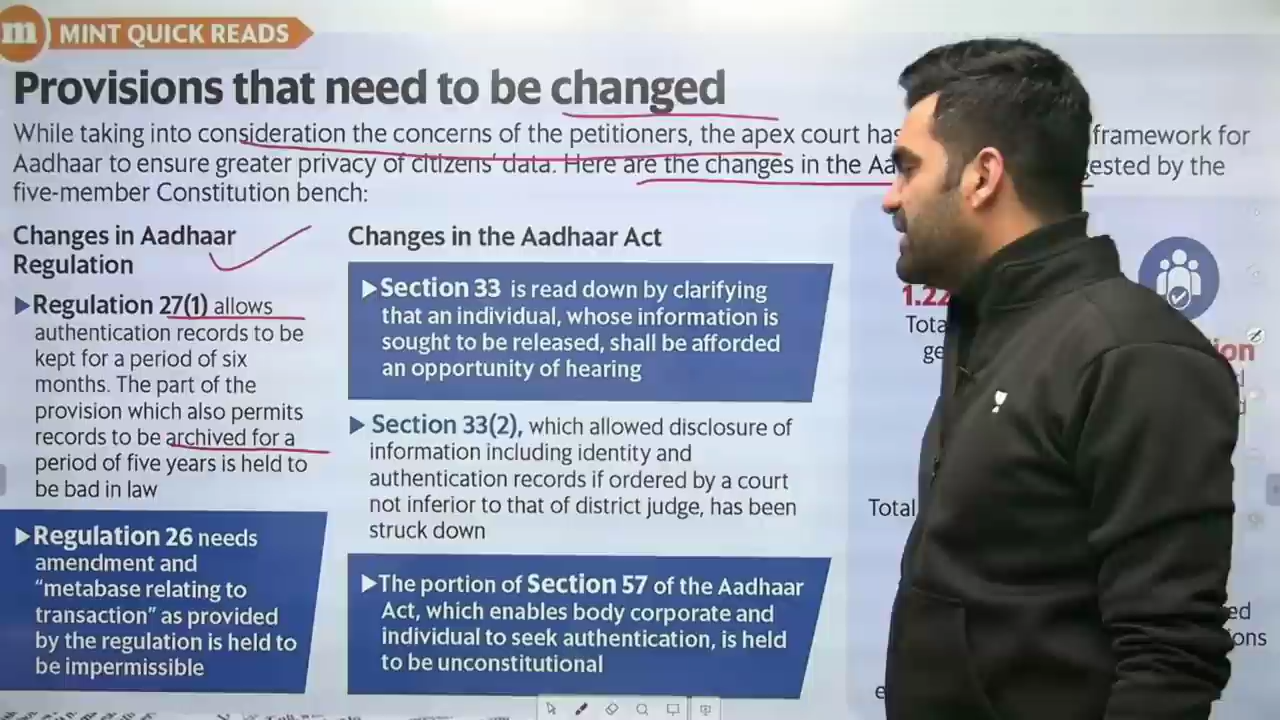 m MINT QUICK READS
Provisions that need to be changed
While taking into consideration the concerns of the petitioners, the apex court has framework for
Aadhaar to ensure greater privacy of citizens' data. Here are the changes in the gested by the
five-member Constitution bench:
Changes in Aadhaar
Regulation
Regulation 27(1) allows
authentication records to be
kept for a period of six
months. The part of the
provision which also permits
records to be archived for a
period of five years is held to
be bad in law
Regulation 26 needs
amendment and
“metabase relating to
transaction” as provided
by the regulation is held to
be impermissible
Changes in the Aadhaar Act
Section 33 is read down by clarifying
that an individual, whose information is
sought to be released, shall be afforded
an opportunity of hearing
Section 33(2), which allowed disclosure of
information including identity and
authentication records if ordered by a court
not inferior to that of district judge, has been
struck down
The portion of Section 57 of the Aadhaar
Act, which enables body corporate and
individual to seek authentication, is held
to be unconstitutional
1.22
Tota
ge
ion
Total
ed
ions